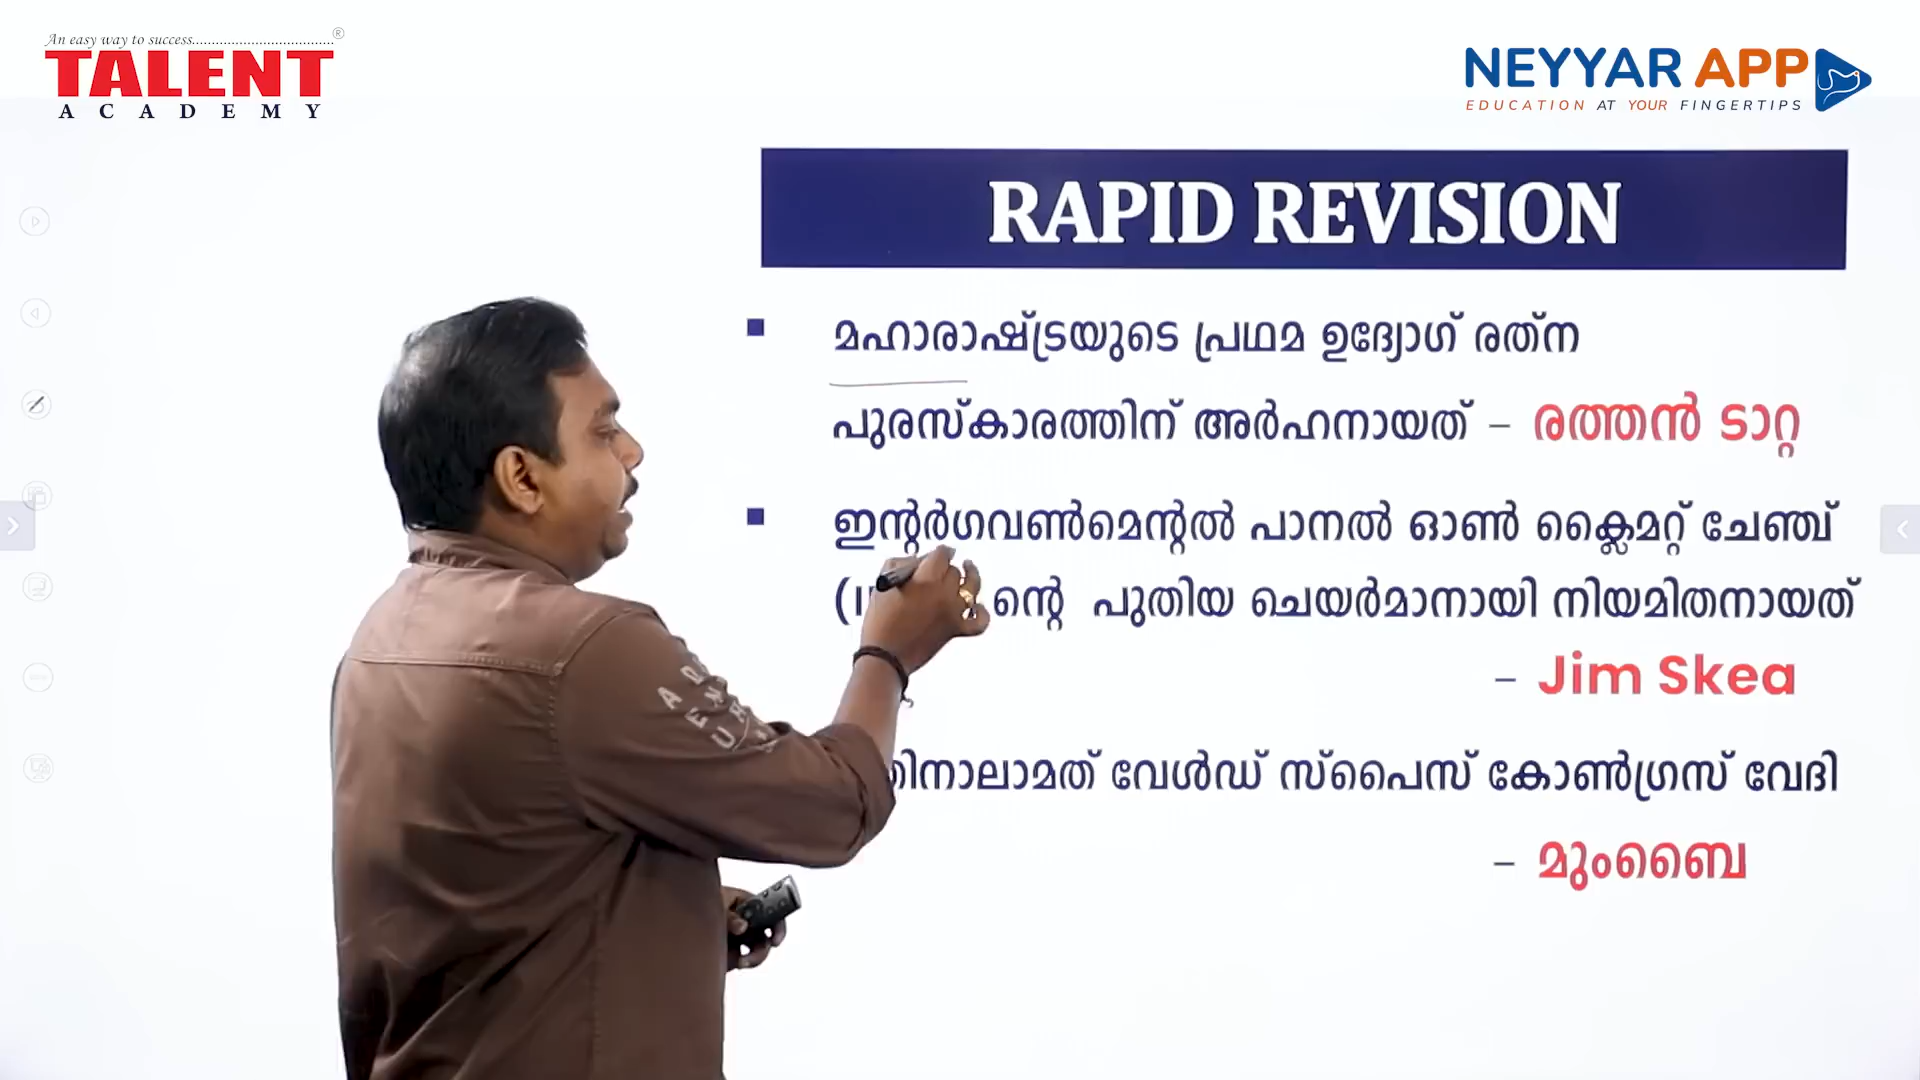 An easy way to success
TALENT
ACADEMY
NEYYAR APP
EDUCATION AT YOUR FINGERTIPS
RAPID REVISION
മഹാരാഷ്ട്രയുടെ പ്രഥമ ഉദ്യോഗ് രത്ന
പുരസ്കാരത്തിന് അർഹനായത് – രത്തൻ ടാറ്റ
ഇന്റർഗവൺമെന്റൽ പാനൽ ഓൺ ക്ലൈമറ്റ് ചേഞ്ച്
ന്റെ പുതിയ ചെയർമാനായി നിയമിതനായത്
– Jim Skea
വേൾഡ് സ്പൈസ് കോൺഗ്രസ് വേദി
– മുംബൈ